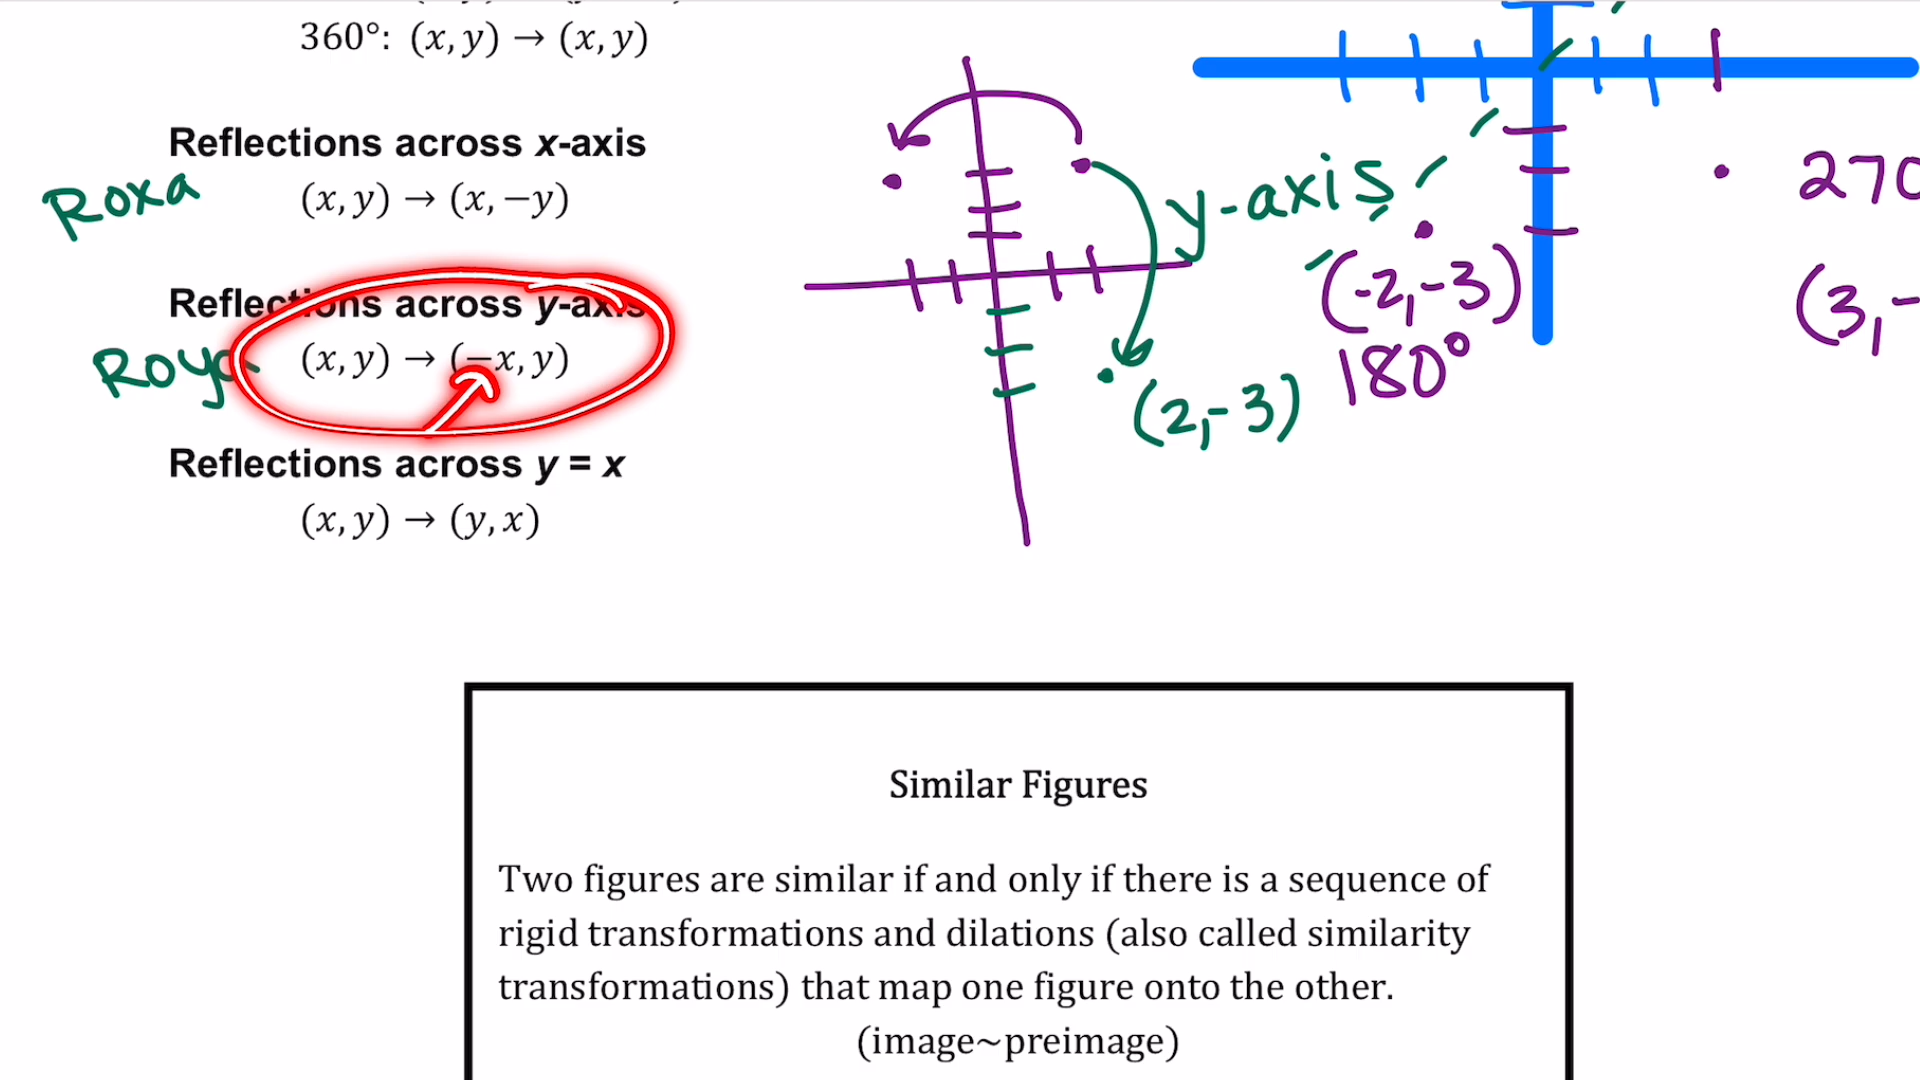 360°: (x, y) → (x, y)
Reflections across x-axis
Roxa
(x, y) → (x, −y)
Reflections across y-axis
Roya
(x, y) → (−x, y)
Reflections across y = x
(x, y) → (y, x)
y-axis
(2,-3)
(-2,-3)
180°
270
(3,-
Similar Figures
Two figures are similar if and only if there is a sequence of
rigid transformations and dilations (also called similarity
transformations) that map one figure onto the other.
(image~preimage)